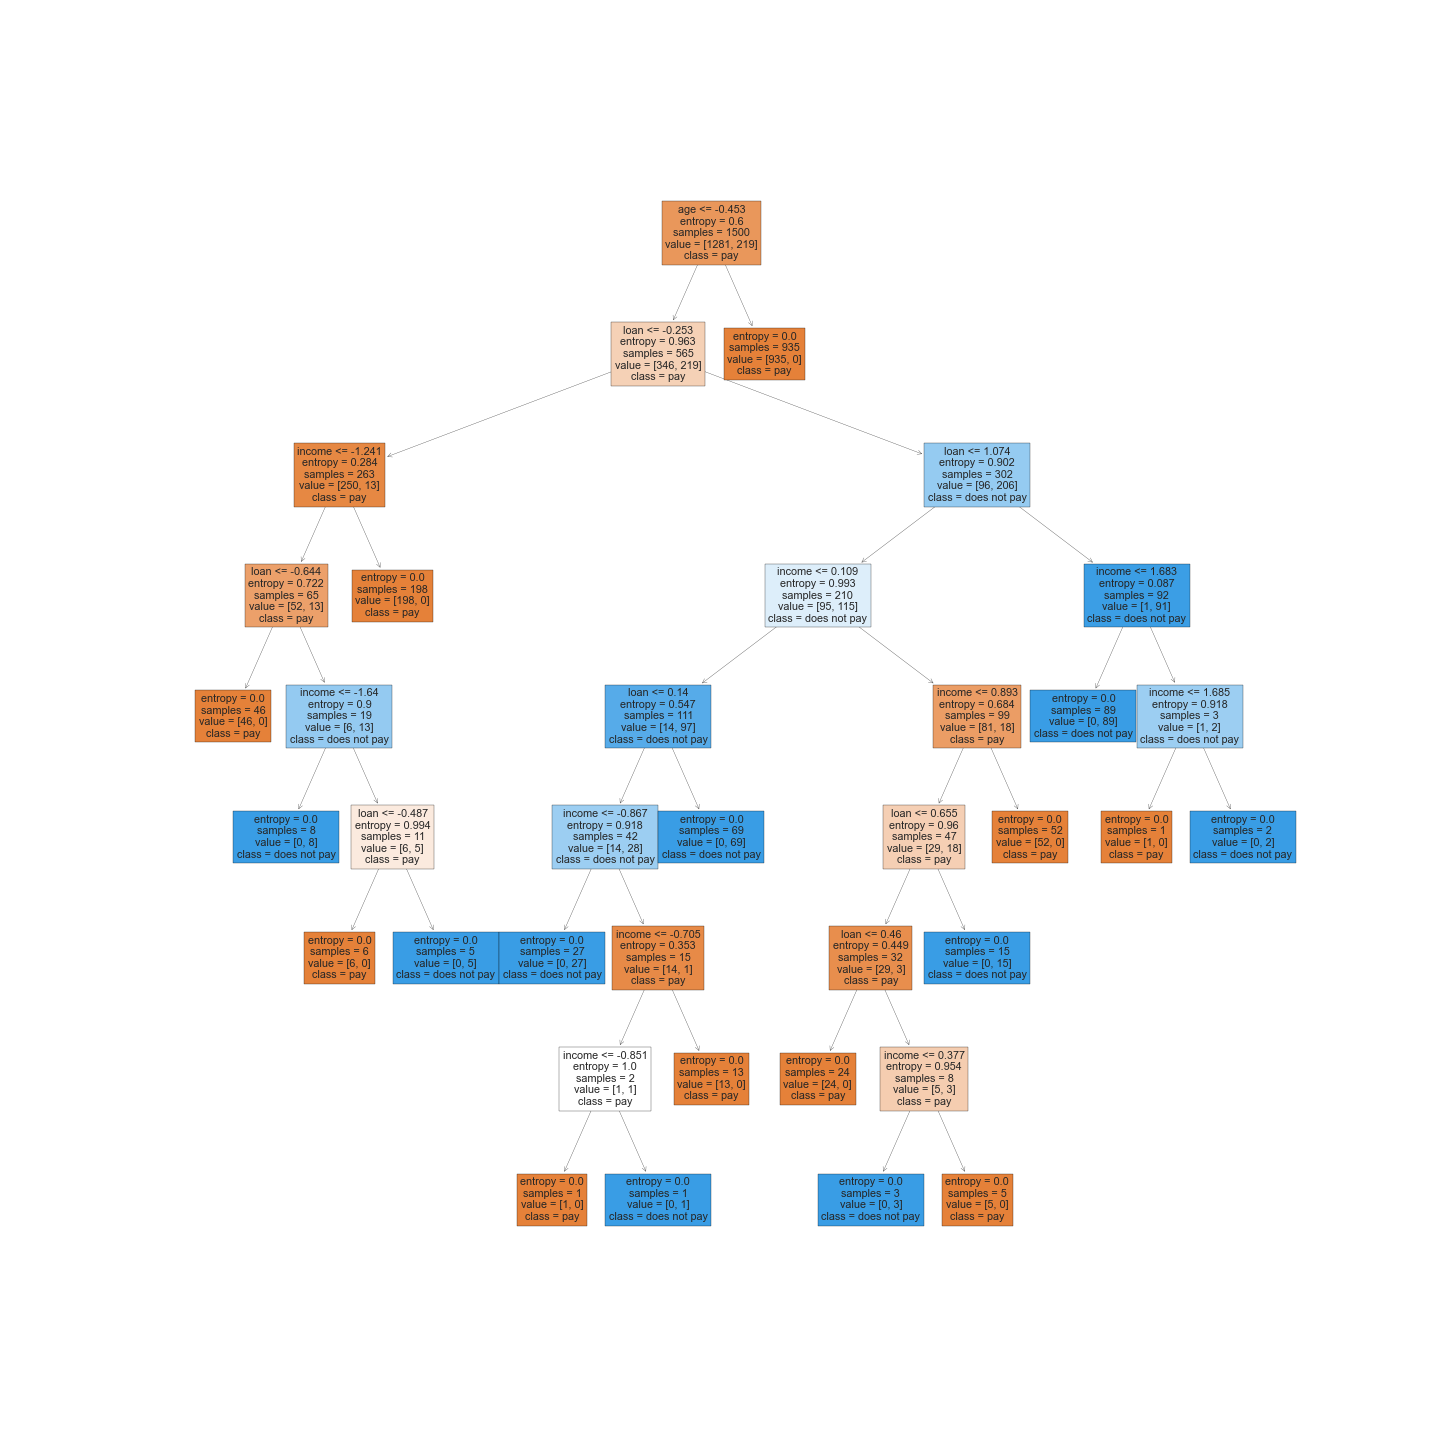 age <= -0.453
entropy = 0.6
samples = 1500
value = [1281, 219]
class = pay
loan <= -0.253
entropy = 0.963
samples = 565
value = [346, 219]
class = pay
entropy = 0.0
samples = 935
value = [935, 0]
class = pay
income <= -1.241
entropy = 0.284
samples = 263
value = [250, 13]
class = pay
loan <= 1.074
entropy = 0.902
samples = 302
value = [96, 206]
class = does not pay
loan <= -0.644
entropy = 0.722
samples = 65
value = [52, 13]
class = pay
entropy = 0.0
samples = 198
value = [198, 0]
class = pay
income <= 0.109
entropy = 0.993
samples = 210
value = [95, 115]
class = does not pay
income <= 1.683
entropy = 0.087
samples = 92
value = [1, 91]
class = does not pay
entropy = 0.0
samples = 46
value = [46, 0]
class = pay
income <= -1.64
entropy = 0.9
samples = 19
value = [6, 13]
class = does not pay
loan <= 0.14
entropy = 0.547
samples = 111
value = [14, 97]
class = does not pay
income <= 0.893
entropy = 0.684
samples = 99
value = [81, 18]
class = pay
entropy = 0.0
samples = 89
value = [0, 89]
class = does not pay
income <= 1.685
entropy = 0.918
samples = 3
value = [1, 2]
class = does not pay
entropy = 0.0
samples = 8
value = [0, 8]
class = does not pay
loan <= -0.487
entropy = 0.994
samples = 11
value = [6, 5]
class = pay
income <= -0.867
entropy = 0.918
samples = 42
value = [14, 28]
class = does not pay
entropy = 0.0
samples = 69
value = [0, 69]
class = does not pay
loan <= 0.655
entropy = 0.96
samples = 47
value = [29, 18]
class = pay
entropy = 0.0
samples = 52
value = [52, 0]
class = pay
entropy = 0.0
samples = 1
value = [1, 0]
class = pay
entropy = 0.0
samples = 2
value = [0, 2]
class = does not pay
entropy = 0.0
samples = 6
value = [6, 0]
class = pay
entropy = 0.0
samples = 5
value = [0, 5]
class = does not pay
entropy = 0.0
samples = 27
value = [0, 27]
class = does not pay
income <= -0.705
entropy = 0.353
samples = 15
value = [14, 1]
class = pay
loan <= 0.46
entropy = 0.449
samples = 32
value = [29, 3]
class = pay
entropy = 0.0
samples = 15
value = [0, 15]
class = does not pay
income <= -0.851
entropy = 1.0
samples = 2
value = [1, 1]
class = pay
entropy = 0.0
samples = 13
value = [13, 0]
class = pay
entropy = 0.0
samples = 24
value = [24, 0]
class = pay
income <= 0.377
entropy = 0.954
samples = 8
value = [5, 3]
class = pay
entropy = 0.0
samples = 1
value = [1, 0]
class = pay
entropy = 0.0
samples = 1
value = [0, 1]
class = does not pay
entropy = 0.0
samples = 3
value = [0, 3]
class = does not pay
entropy = 0.0
samples = 5
value = [5, 0]
class = pay